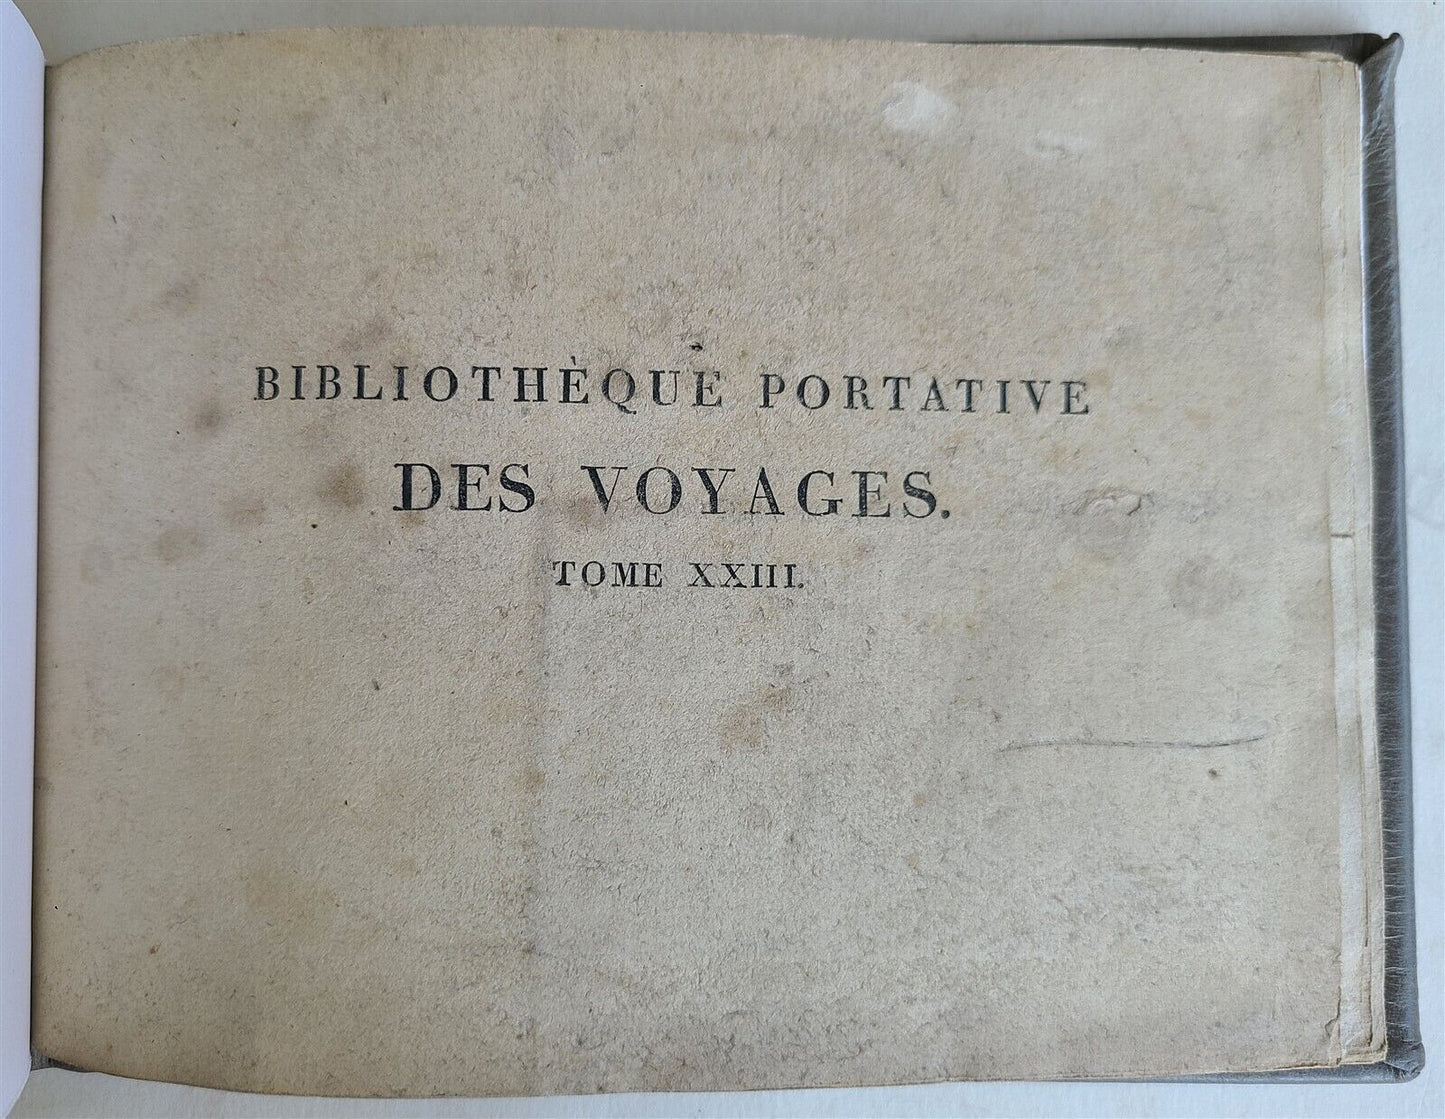 BIBLIOTHÈQUE PORTATIVE
DES VOYAGES.
TOME XXIII.